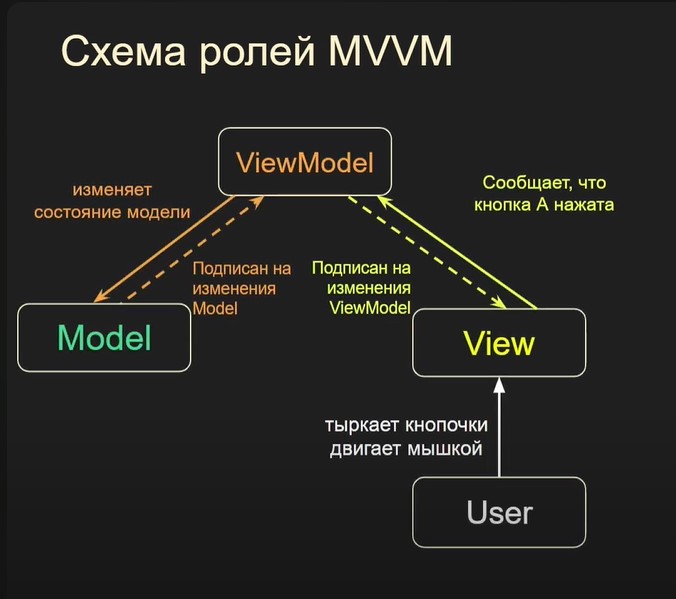 Схема ролей MVVM
ViewModel
изменяет
состояние модели
Сообщает, что
кнопка А нажата
Подписан на
изменения
Model
Подписан на
изменения
ViewModel
Model
View
тыркает кнопочки
двигает мышкой
User